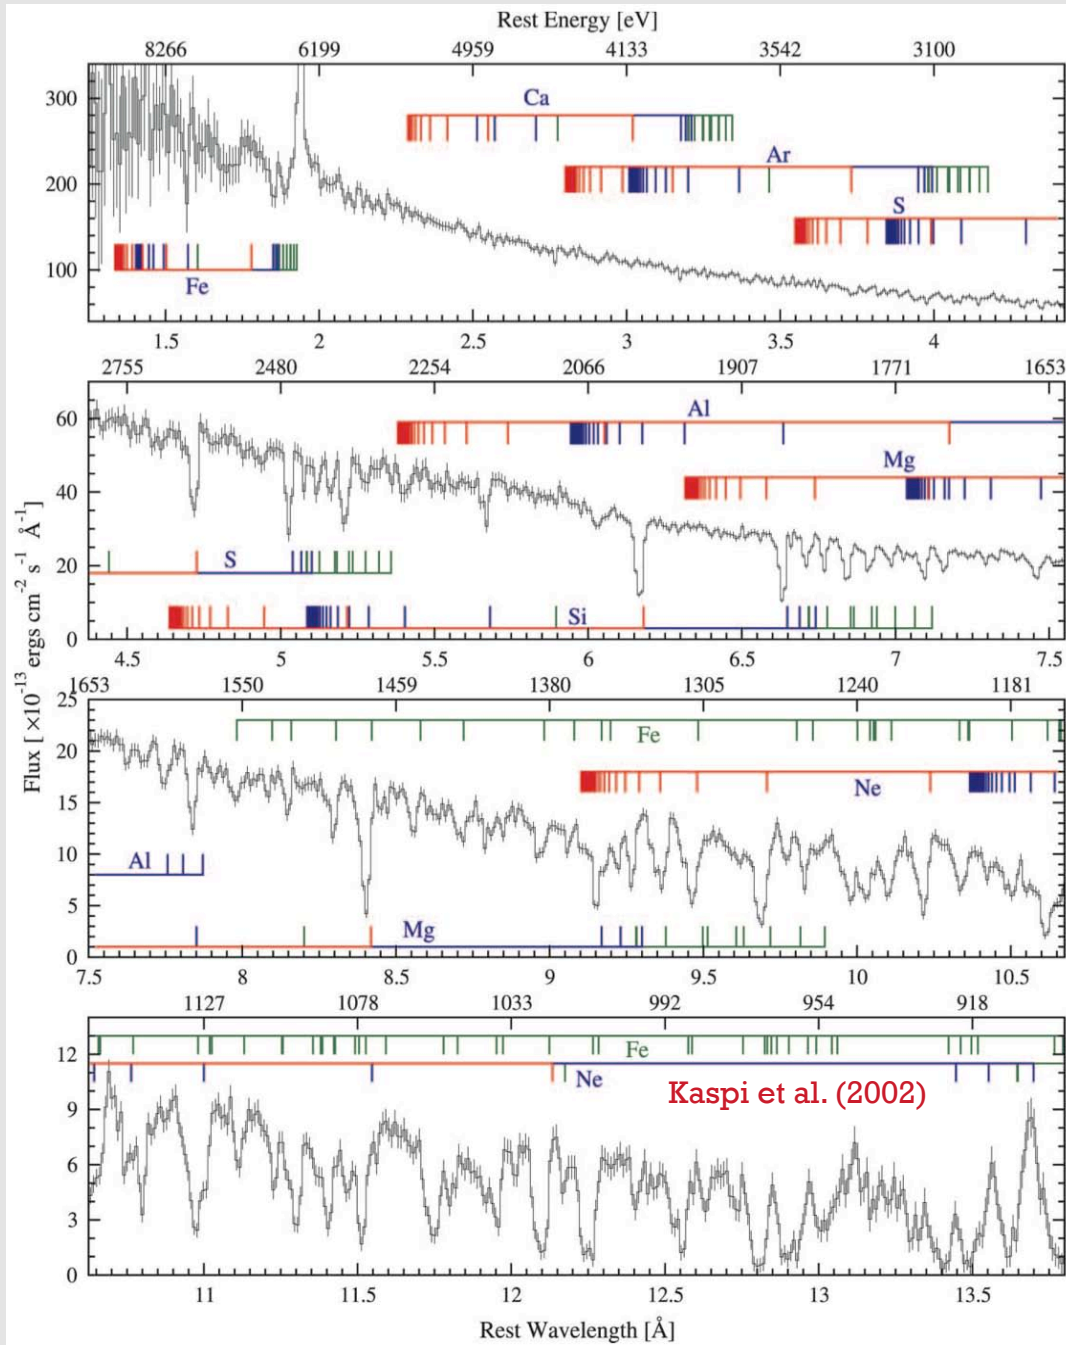 Rest Energy [eV]
8266 6199 4959 4133 3542 3100
300
200
100
Ca
Ar
S
Fe
1.5 2 2.5 3 3.5 4
2755 2480 2254 2066 1907 1771 1653
60
40
20
0
Al
Mg
S
Si
4.5 5 5.5 6 6.5 7 7.5
1653 1550 1459 1380 1305 1240 1181
25
20
15
10
5
0
Fe
Ne
Al
Mg
7.5 8 8.5 9 9.5 10 10.5
1127 1078 1033 992 954 918
12
9
6
3
0
Fe
Ne
Kaspi et al. (2002)
11 11.5 12 12.5 13 13.5
Rest Wavelength [Å]
Flux [ ×10⁻¹³ ergs cm⁻² s⁻¹ Å⁻¹]